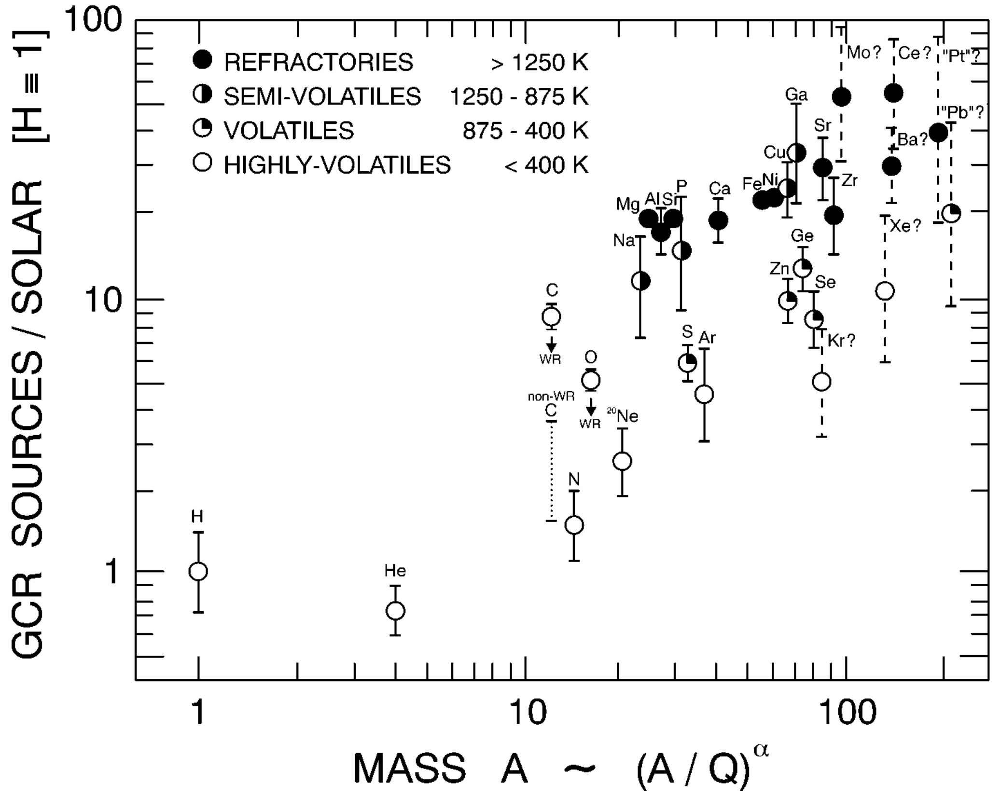 GCR SOURCES / SOLAR [H ≡ 1]
100
10
1
REFRACTORIES > 1250 K
SEMI-VOLATILES 1250 - 875 K
VOLATILES 875 - 400 K
HIGHLY-VOLATILES < 400 K
Mo?
Ce?
"Pt"?
Ga
"Pb"?
Sr
Ba?
Cu
Fe
Ni
Zr
P
Ca
Al
Si
Mg
Xe?
Na
Ge
Zn
Se
C
S
Ar
Kr?
WR
O
non-WR
C
WR
20Ne
N
H
He
1
10
100
MASS A ~ (A / Q)α